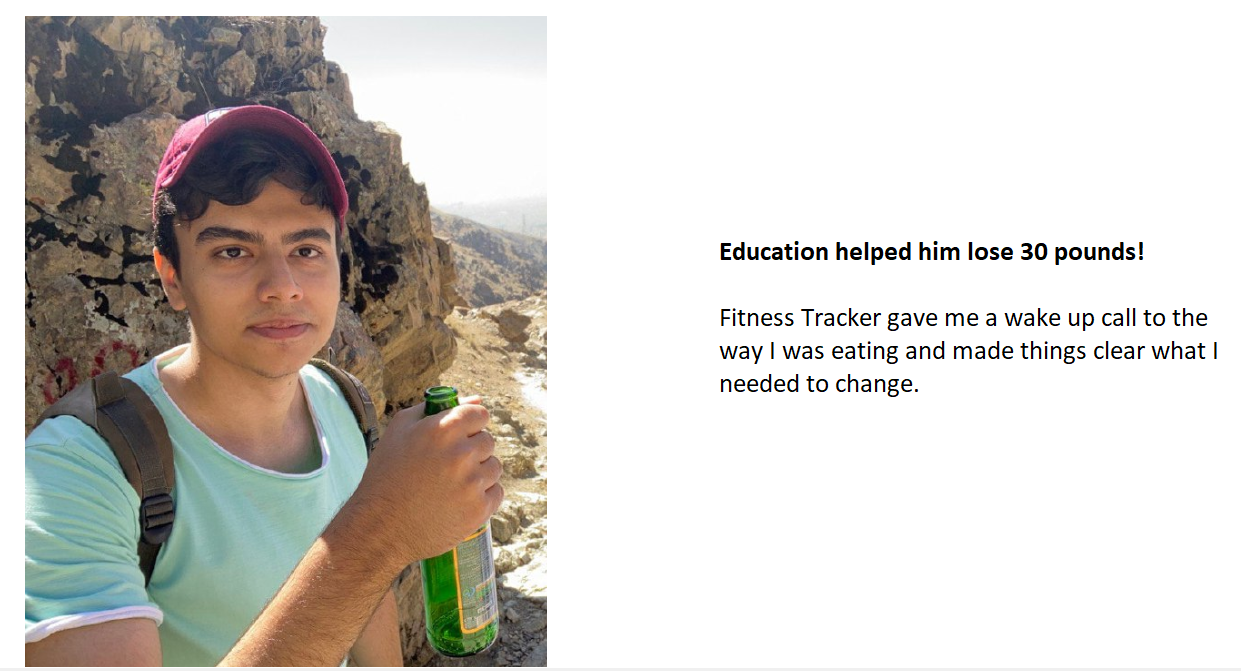 Education helped him lose 30 pounds!
Fitness Tracker gave me a wake up call to the
way I was eating and made things clear what I
needed to change.